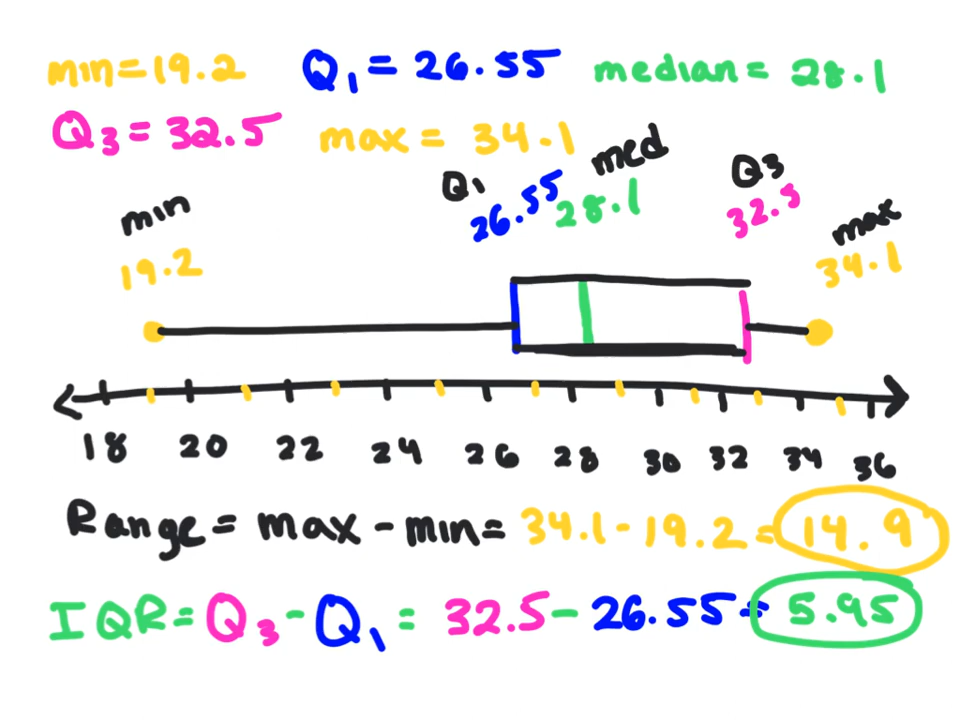 min=19.2 Q₁=26.55 median=28.1
Q₃=32.5 max=34.1
min Q₁ med Q3 max
19.2 26.55 28.1 32.5 34.1
18 20 22 24 26 28 30 32 34 36
Range= max-min= 34.1-19.2= 14.9
IQR=Q₃-Q₁= 32.5-26.55= 5.95